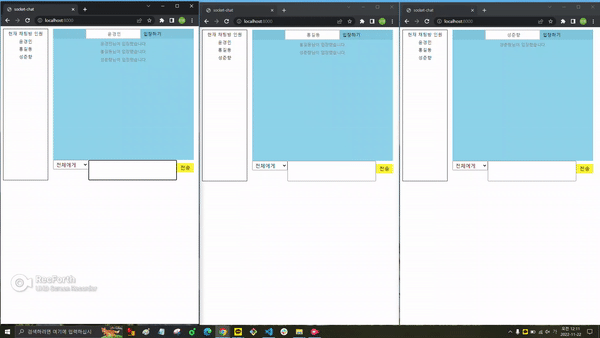 socket-chat
localhost:8000
현재 채팅방 인원
윤경민
홍길동
성춘향
윤경민
입장하기
윤경민님이 입장했습니다.
홍길동님이 입장했습니다.
성춘향님이 입장했습니다.
전체에게
전송
RecForth
socket-chat
localhost:8000
현재 채팅방 인원
윤경민
홍길동
성춘향
홍길동
입장하기
홍길동님이 입장했습니다.
성춘향님이 입장했습니다.
전체에게
전송
socket-chat
localhost:8000
현재 채팅방 인원
윤경민
홍길동
성춘향
성춘향
입장하기
성춘향님이 입장했습니다.
전체에게
전송
검색하려면 여기에 입력하십시
2022-11-22